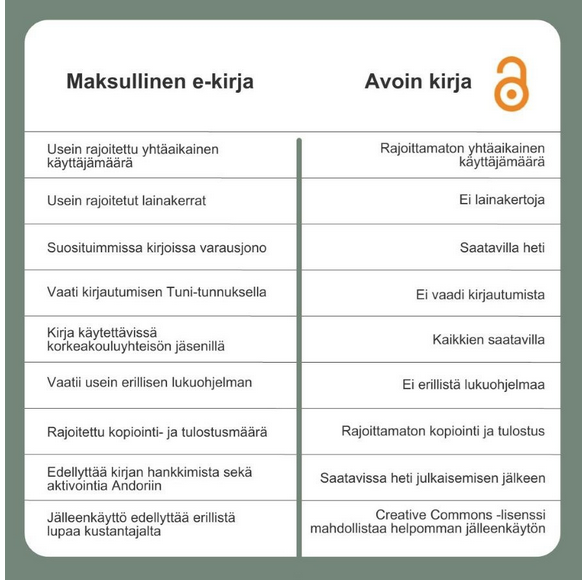 Maksullinen e-kirja
Avoin kirja
Usein rajoitettu yhtäaikainen
käyttäjämäärä
Rajoittamaton yhtäaikainen
käyttäjämäärä
Usein rajoitetut lainakerrat
Ei lainakertoja
Suosituimmissa kirjoissa varausjono
Saatavilla heti
Vaati kirjautumisen Tuni-tunnuksella
Ei vaadi kirjautumista
Kirja käytettävissä
korkeakouluyhteisön jäsenillä
Kaikkien saatavilla
Vaatii usein erillisen lukuohjelman
Ei erillistä lukuohjelmaa
Rajoitettu kopiointi- ja tulostusmäärä
Rajoittamaton kopiointi ja tulostus
Edellyttää kirjan hankkimista sekä
aktivointia Andoriin
Saatavissa heti julkaisemisen jälkeen
Jälleenkäyttö edellyttää erillistä
lupaa kustantajalta
Creative Commons -lisenssi
mahdollistaa helpomman jälleenkäytön